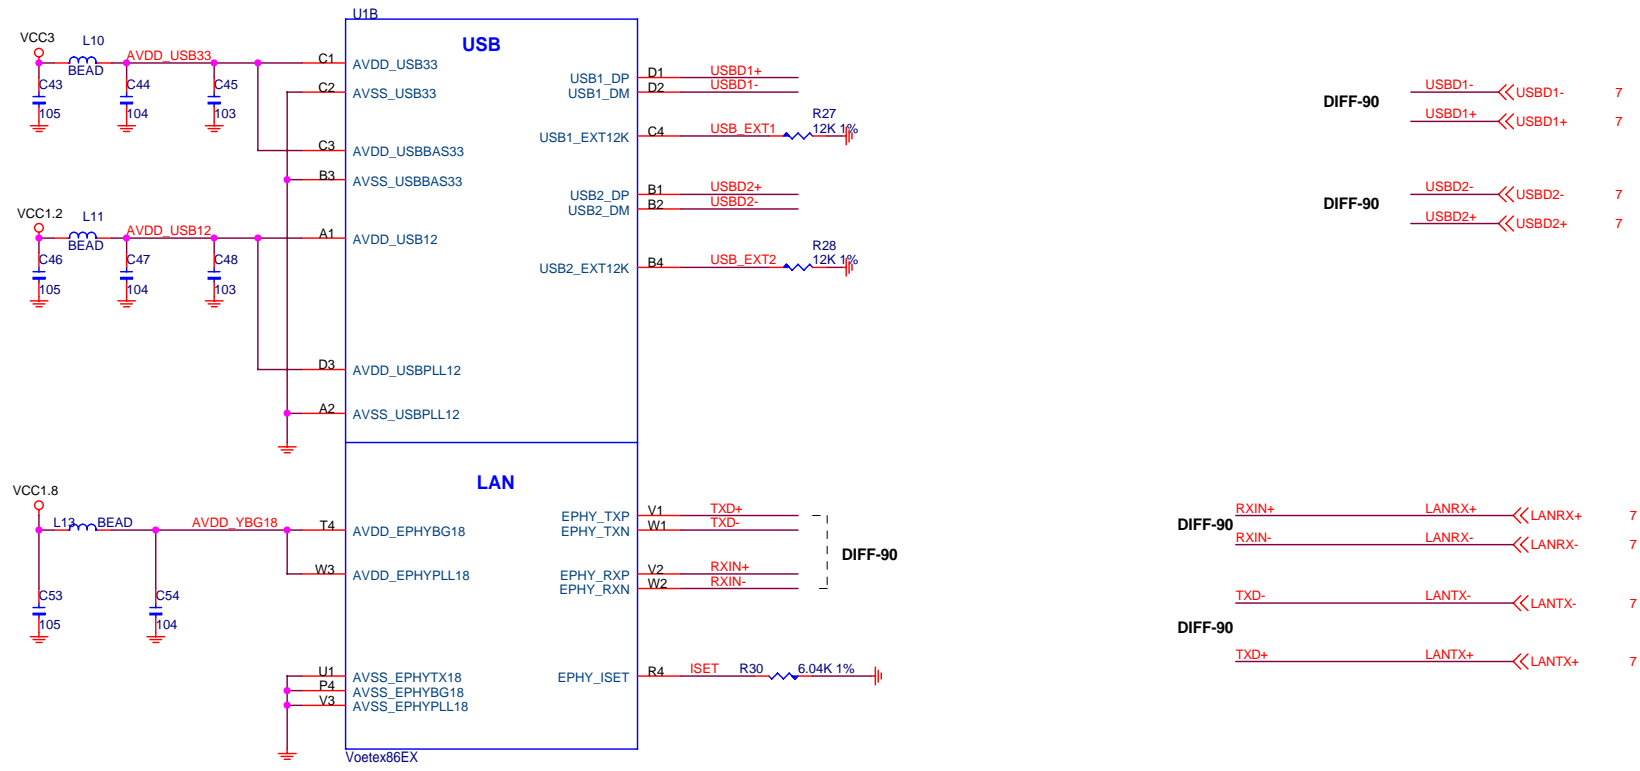 U1B
USB
VCC3
L10
BEAD
AVDD_USB33
C43
105
C44
104
C45
103
C1 AVDD_USB33
C2 AVSS_USB33
C3 AVDD_USBBAS33
B3 AVSS_USBBAS33
VCC1.2
L11
BEAD
AVDD_USB12
C46
105
C47
104
C48
103
A1 AVDD_USB12
D3 AVDD_USBPLL12
A2 AVSS_USBPLL12
USB1_DP D1 USBD1+
USB1_DM D2 USBD1-
USB1_EXT12K C4 USB_EXT1
R27
12K 1%
USB2_DP B1 USBD2+
USB2_DM B2 USBD2-
USB2_EXT12K B4 USB_EXT2
R28
12K 1%
DIFF-90
USBD1- USBD1- 7
USBD1+ USBD1+ 7
DIFF-90
USBD2- USBD2- 7
USBD2+ USBD2+ 7
LAN
VCC1.8
L13 BEAD
AVDD_YBG18
C53
105
C54
104
T4 AVDD_EPHYBG18
W3 AVDD_EPHYPLL18
U1 AVSS_EPHYTX18
P4 AVSS_EPHYBG18
V3 AVSS_EPHYPLL18
EPHY_TXP V1 TXD+
EPHY_TXN W1 TXD-
EPHY_RXP V2 RXIN+
EPHY_RXN W2 RXIN-
DIFF-90
EPHY_ISET R4 ISET R30 6.04K 1%
Voetex86EX
DIFF-90
RXIN+ LANRX+ LANRX+ 7
RXIN- LANRX- LANRX- 7
DIFF-90
TXD- LANTX- LANTX- 7
TXD+ LANTX+ LANTX+ 7